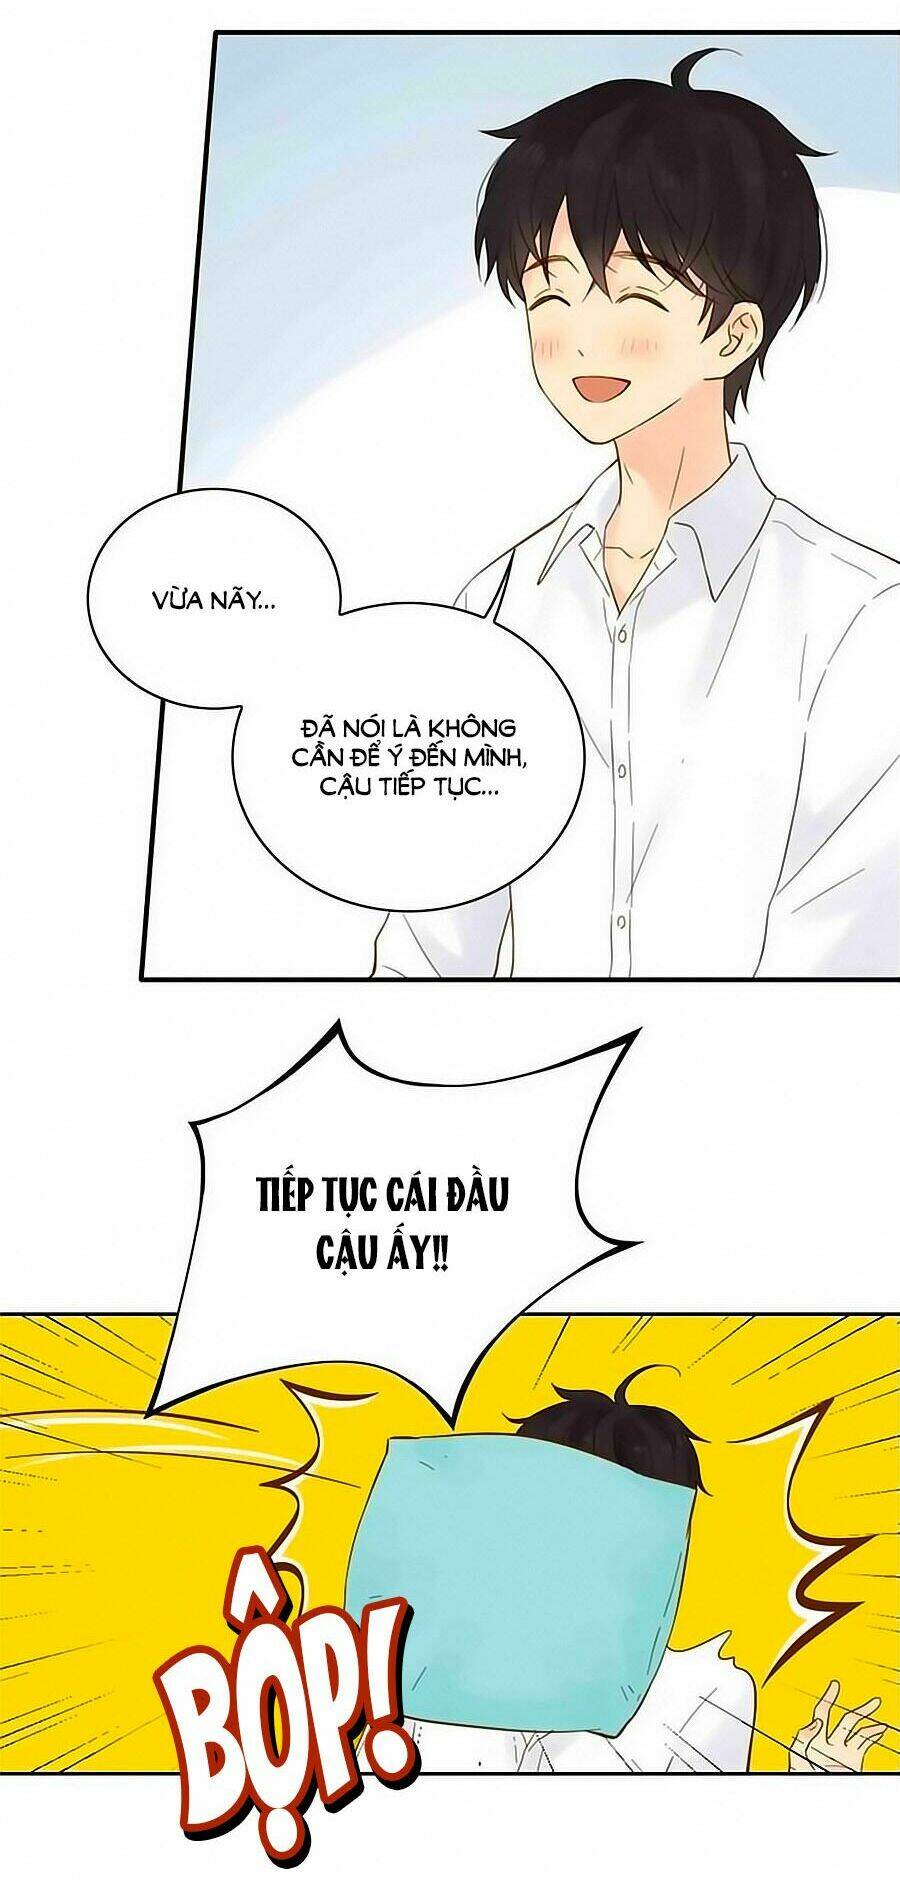 VỪA NÃY...
ĐÃ NÓI LÀ KHÔNG
CẦN ĐỂ Ý ĐẾN MÌNH,
CẬU TIẾP TỤC...
TIẾP TỤC CÁI ĐẦU
CẬU ẤY!!
BỘP!